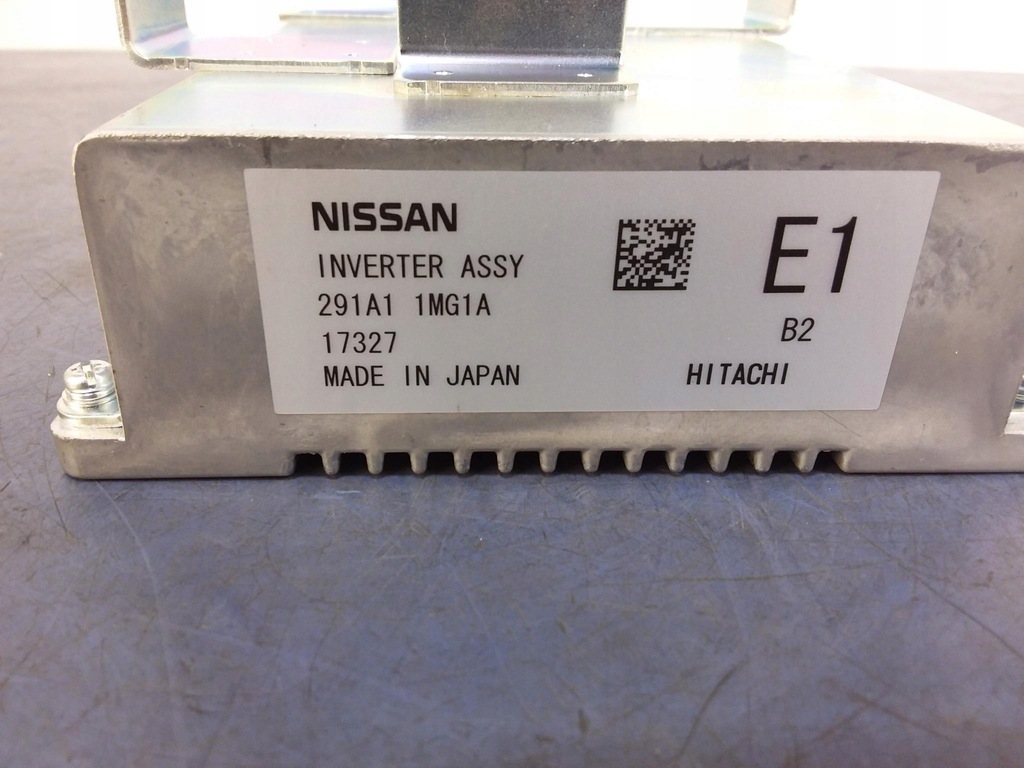 NISSAN
INVERTER ASSY
291A1 1MG1A
17327
MADE IN JAPAN
E1
B2
HITACHI